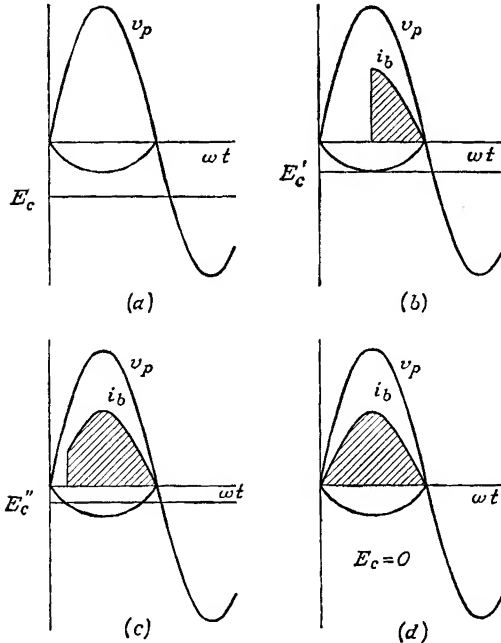 v_p
ωt
E_c
(a)
v_p
i_b
ωt
E_c'
(b)
v_p
i_b
ωt
E_c''
(c)
v_p
i_b
ωt
E_c = 0
(d)